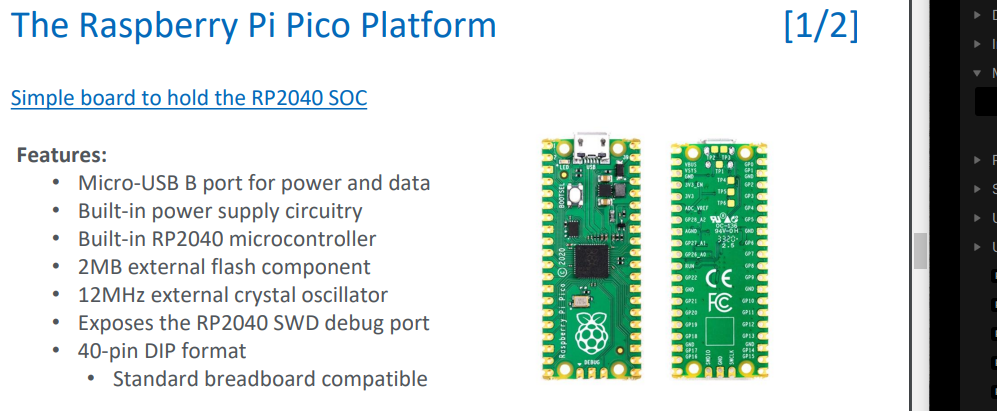 The Raspberry Pi Pico Platform [1/2]
Simple board to hold the RP2040 SOC
Features:
• Micro-USB B port for power and data
• Built-in power supply circuitry
• Built-in RP2040 microcontroller
• 2MB external flash component
• 12MHz external crystal oscillator
• Exposes the RP2040 SWD debug port
• 40-pin DIP format
• Standard breadboard compatible
LED
USB
BOOTSEL
Raspberry Pi Pico © 2020
DEBUG
TP2 TP3
TP1
TP4
TP5
TP6
VBUS
VSYS
GND
3V3_EN
3V3
ADC_VREF
GP28_A2
AGND
GP27_A1
GP26_A0
RUN
GP22
GND
GP21
GP20
GP19
GP18
GND
GP17
GP16
GP0
GP1
GND
GP2
GP3
GP4
GP5
GND
GP6
GP7
GP8
GP9
GND
GP10
GP11
GP12
GP13
GND
GP14
GP15
94V-0H
3320
2.5
CE
FC
SWDIO
GND
SWCLK